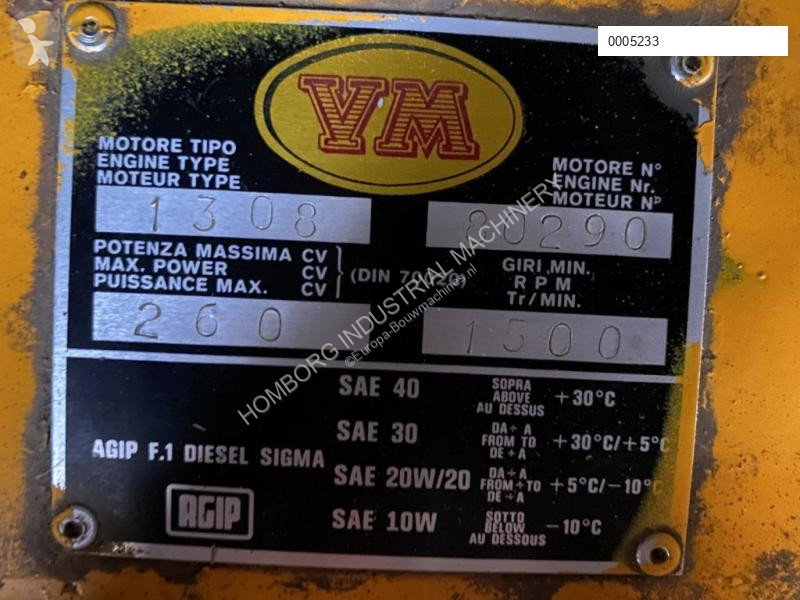 0005233
VM
MOTORE TIPO
ENGINE TYPE
MOTEUR TYPE
1308
MOTORE N°
ENGINE Nr.
MOTEUR N°
80290
POTENZA MASSIMA CV
MAX. POWER CV
PUISSANCE MAX. CV
(DIN 70020)
260
GIRI MIN.
R P M
Tr/MIN.
1500
AGIP F.1 DIESEL SIGMA
AGIP
SAE 40 SOPRA ABOVE AU DESSUS +30°C
SAE 30 DA÷A FROM TO DE÷A +30°C/+5°C
SAE 20W/20 DA÷A FROM÷TO DE÷A +5°C/-10°C
SAE 10W SOTTO BELOW AU DESSOUS -10°C
HOMBORG INDUSTRIAL MACHINERY
©Europa-Bouwmachines.nl